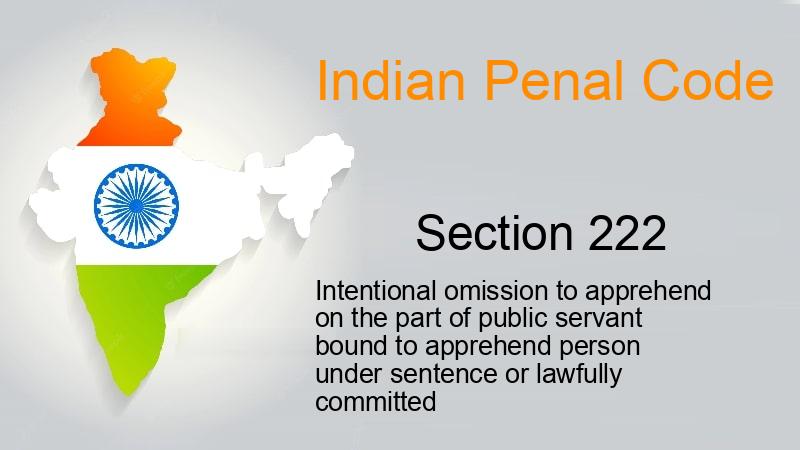 Indian Penal Code
Section 222
Intentional omission to apprehend
on the part of public servant
bound to apprehend person
under sentence or lawfully
committed